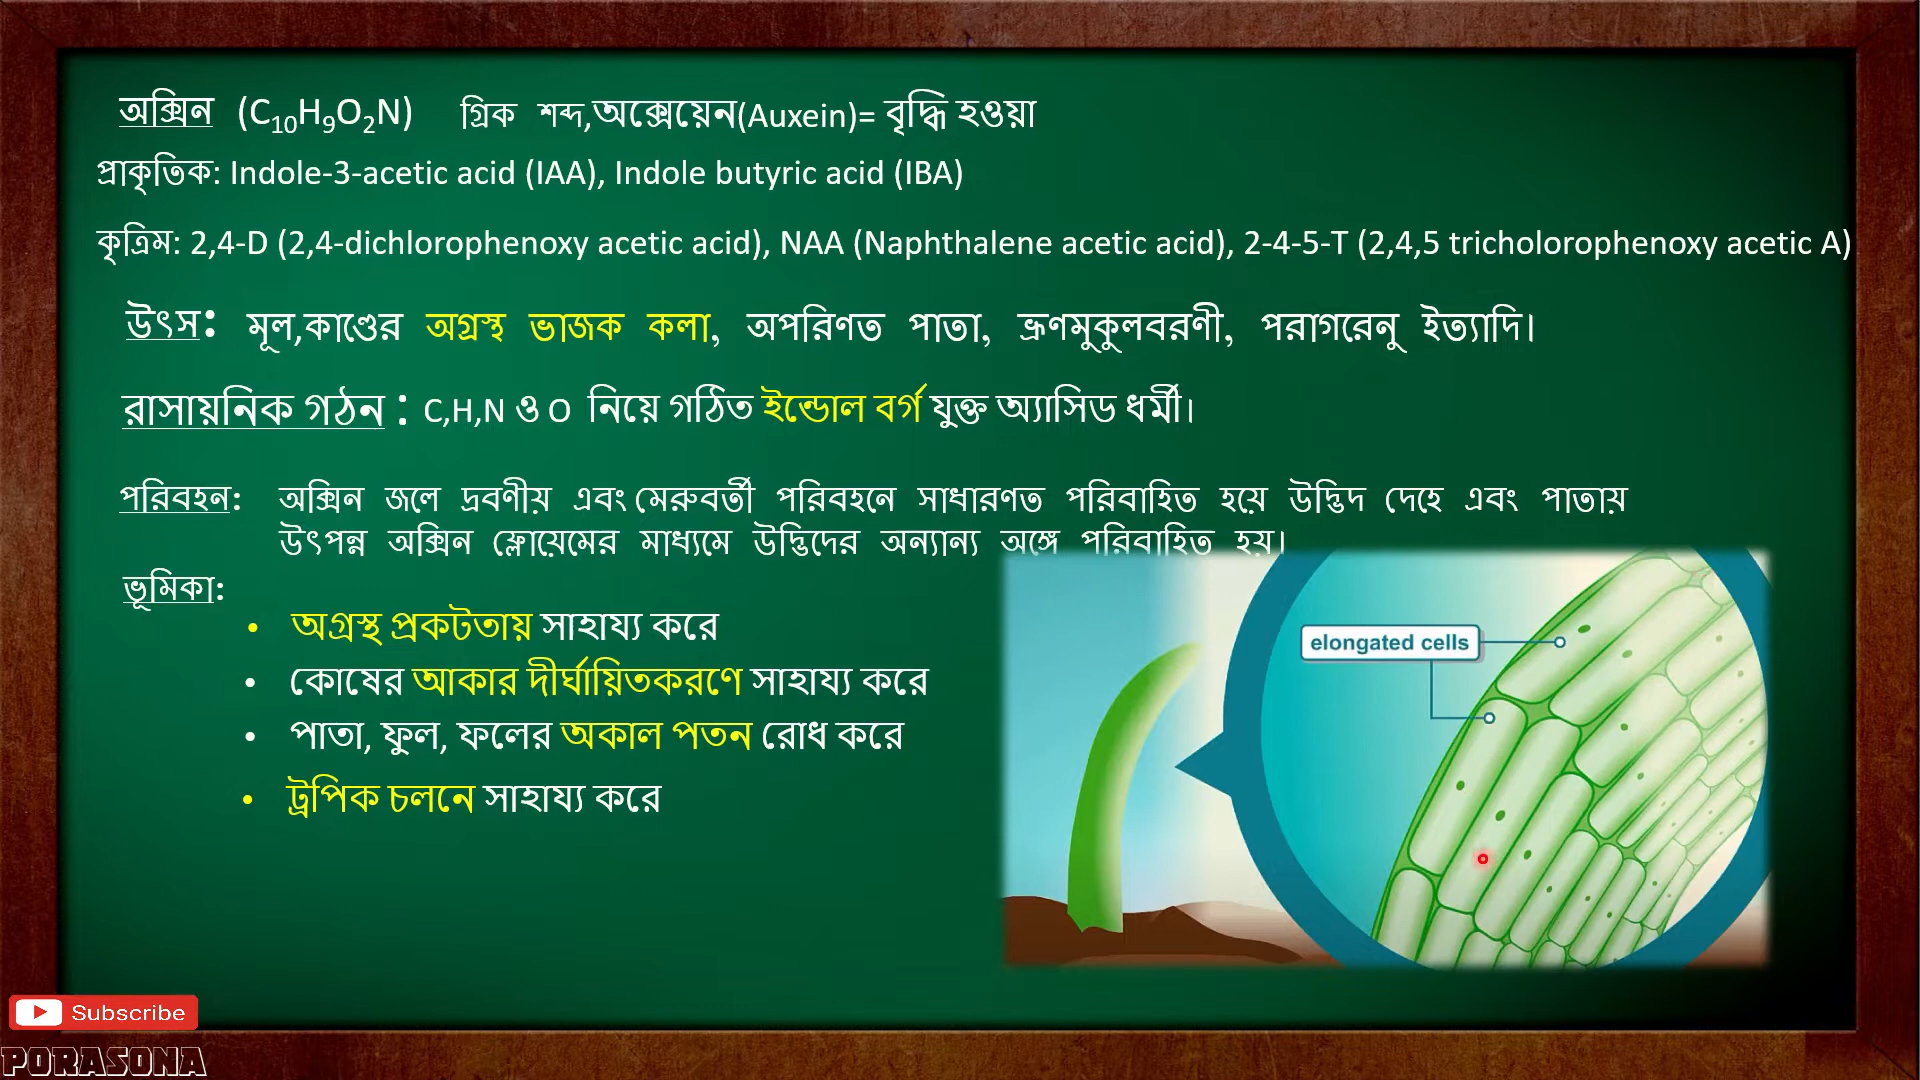 অক্সিন (C₁₀H₉O₂N) গ্রিক শব্দ,অক্সেয়েন(Auxein)= বৃদ্ধি হওয়া
প্রাকৃতিক: Indole-3-acetic acid (IAA), Indole butyric acid (IBA)
কৃত্রিম: 2,4-D (2,4-dichlorophenoxy acetic acid), NAA (Naphthalene acetic acid), 2-4-5-T (2,4,5 tricholorophenoxy acetic A)
উৎস: মূল,কাণ্ডের অগ্রস্থ ভাজক কলা, অপরিণত পাতা, ভ্রূণমুকুলবরণী, পরাগরেনু ইত্যাদি।
রাসায়নিক গঠন : C,H,N ও O নিয়ে গঠিত ইন্ডোল বর্গ যুক্ত অ্যাসিড ধর্মী।
পরিবহন: অক্সিন জলে দ্রবণীয় এবং মেরুবর্তী পরিবহনে সাধারণত পরিবাহিত হয়ে উদ্ভিদ দেহে এবং পাতায়
উৎপন্ন অক্সিন ফ্লোয়েমের মাধ্যমে উদ্ভিদের অন্যান্য অঙ্গে পরিবাহিত হয়।
ভূমিকা:
• অগ্রস্থ প্রকটতায় সাহায্য করে
• কোষের আকার দীর্ঘায়িতকরণে সাহায্য করে
• পাতা, ফুল, ফলের অকাল পতন রোধ করে
• ট্রপিক চলনে সাহায্য করে
elongated cells
Subscribe
PORASONA